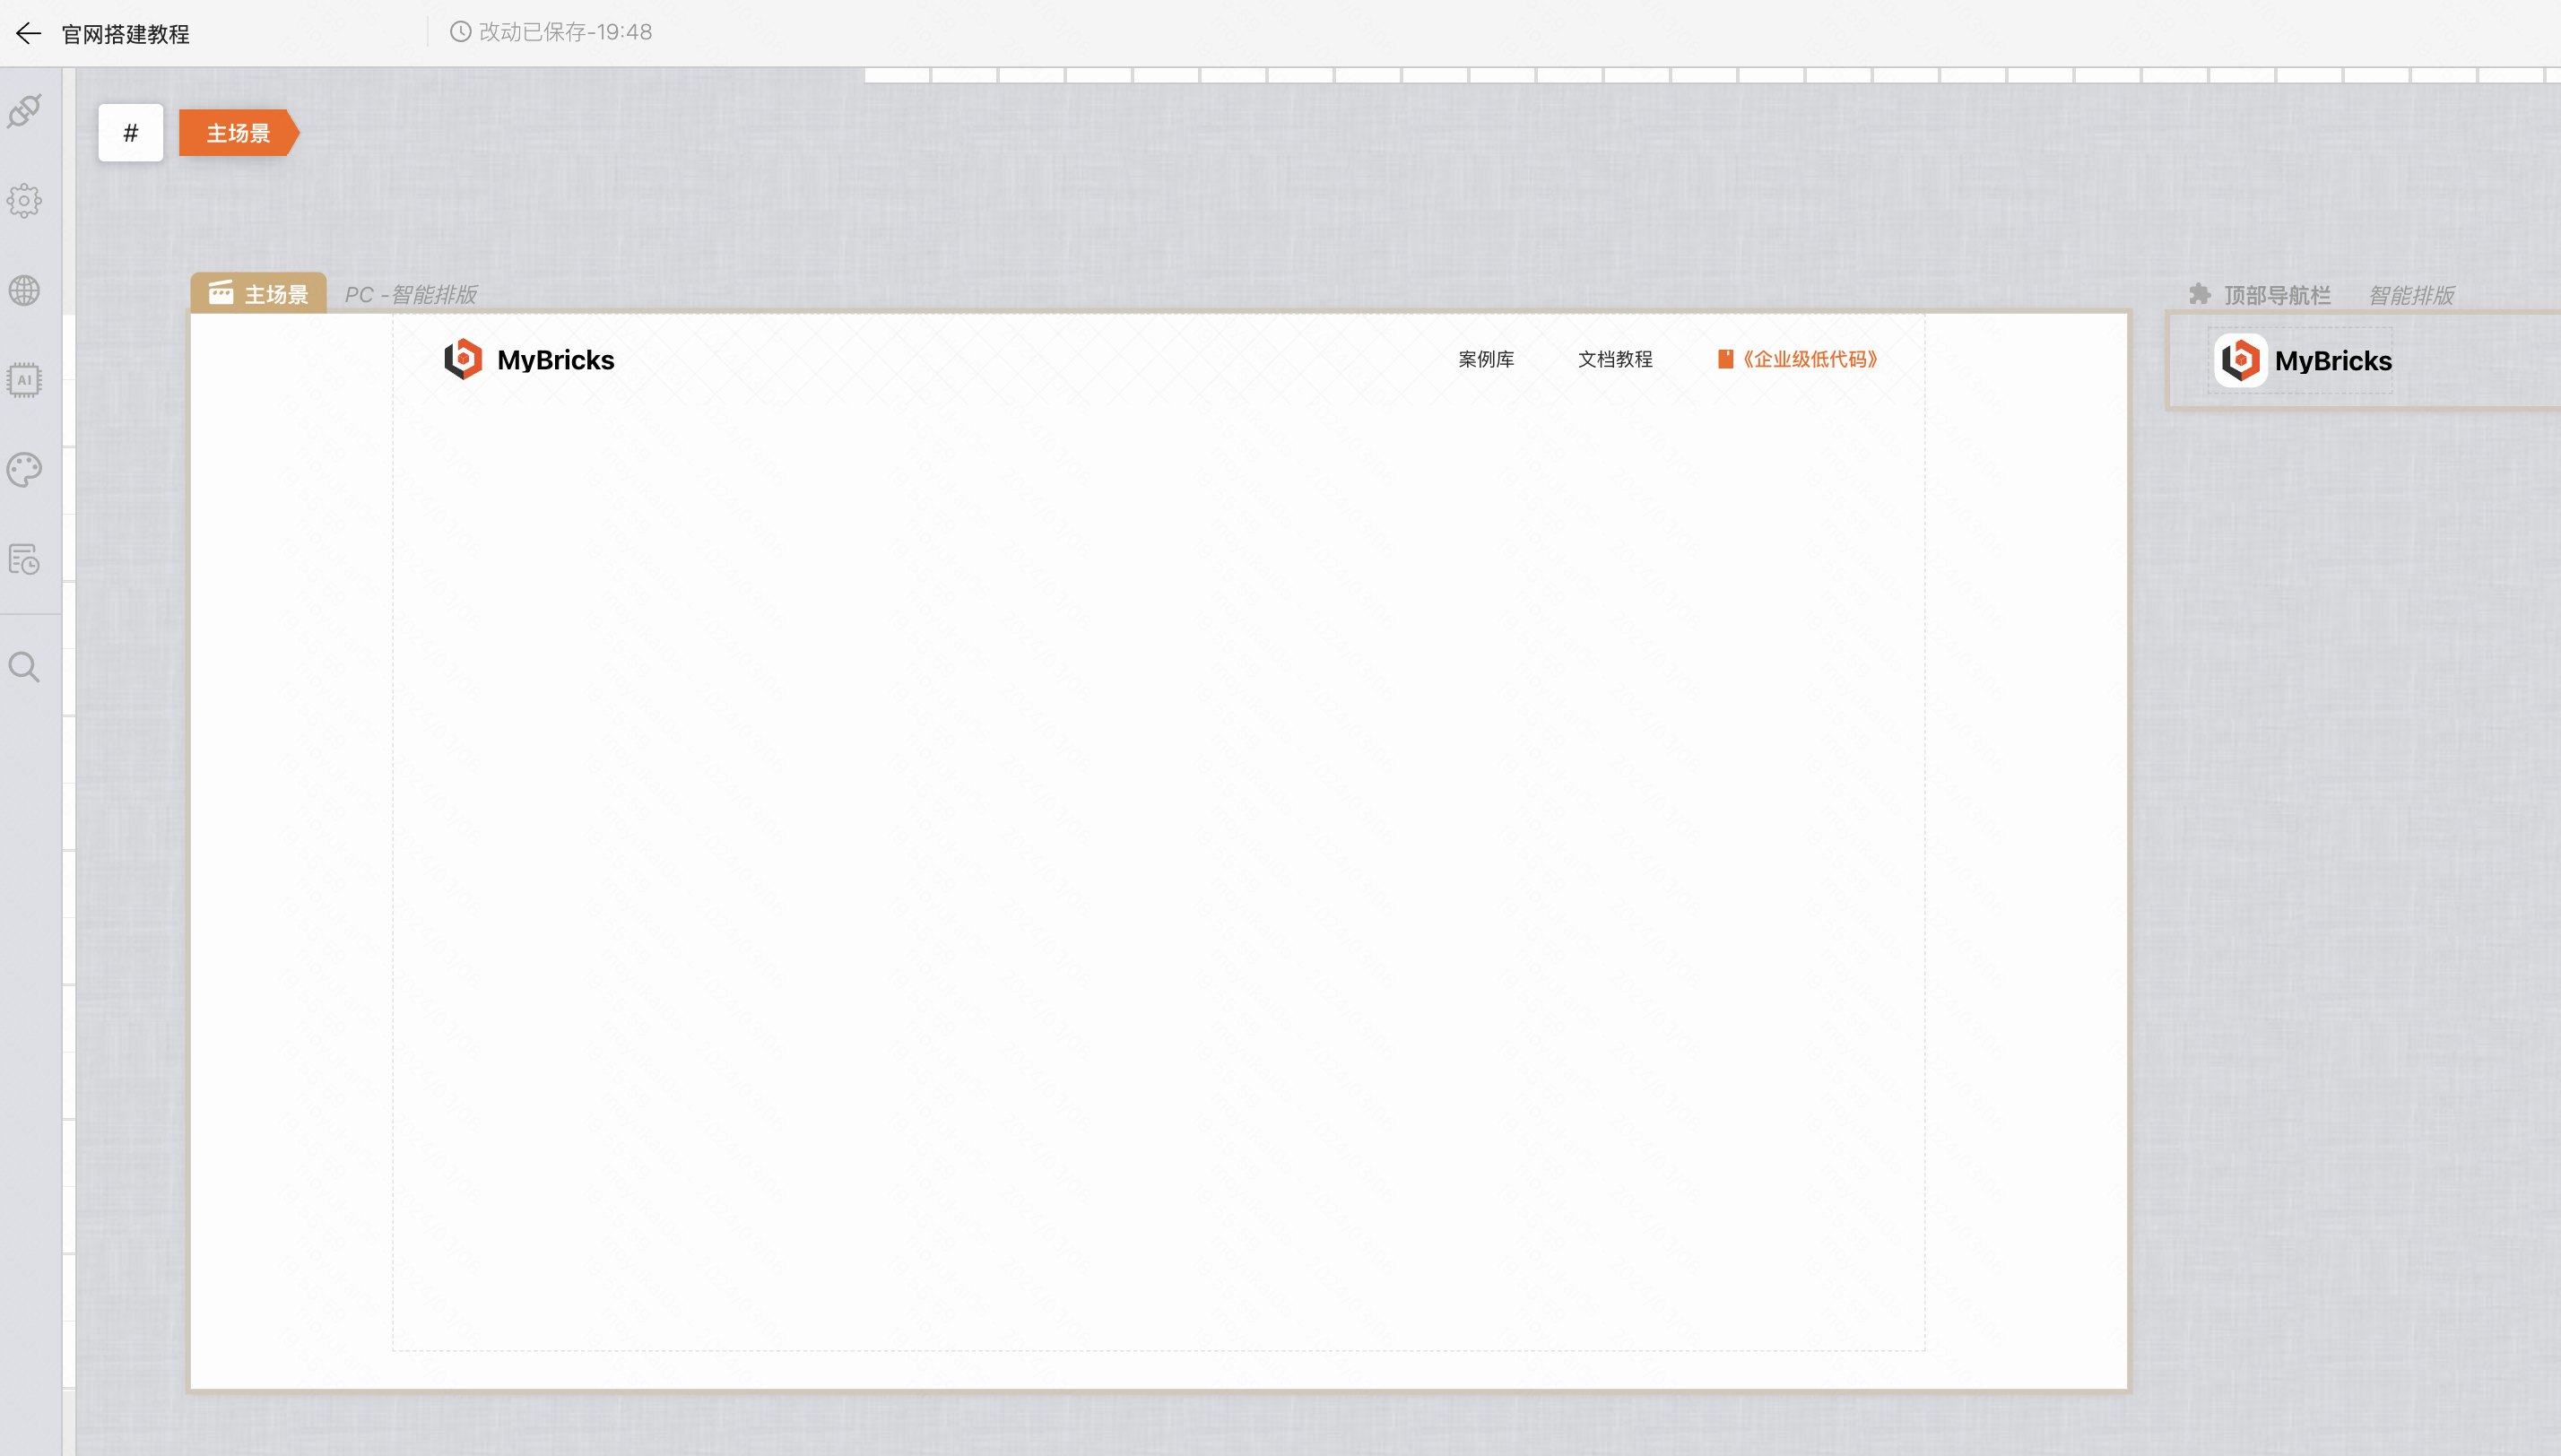 官网搭建教程
改动已保存-19:48
#
主场景
主场景
PC -智能排版
顶部导航栏
智能排版
MyBricks
案例库
文档教程
《企业级低代码》
MyBricks
AI